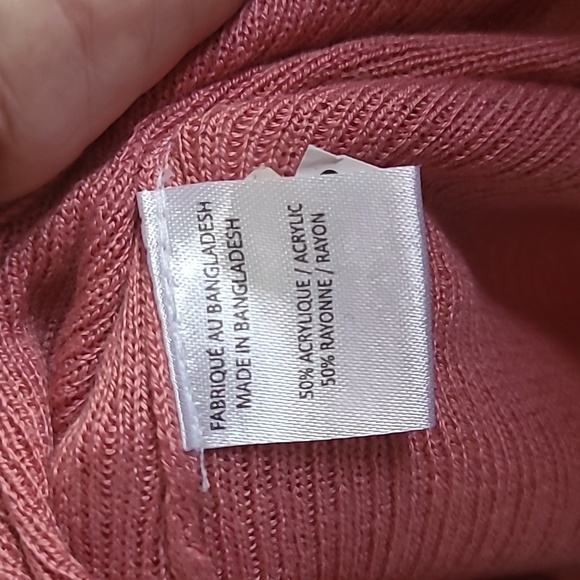 FABRIQUÉ AU BANGLADESH
MADE IN BANGLADESH
50% ACRYLIQUE / ACRYLIC
50% RAYONNE / RAYON